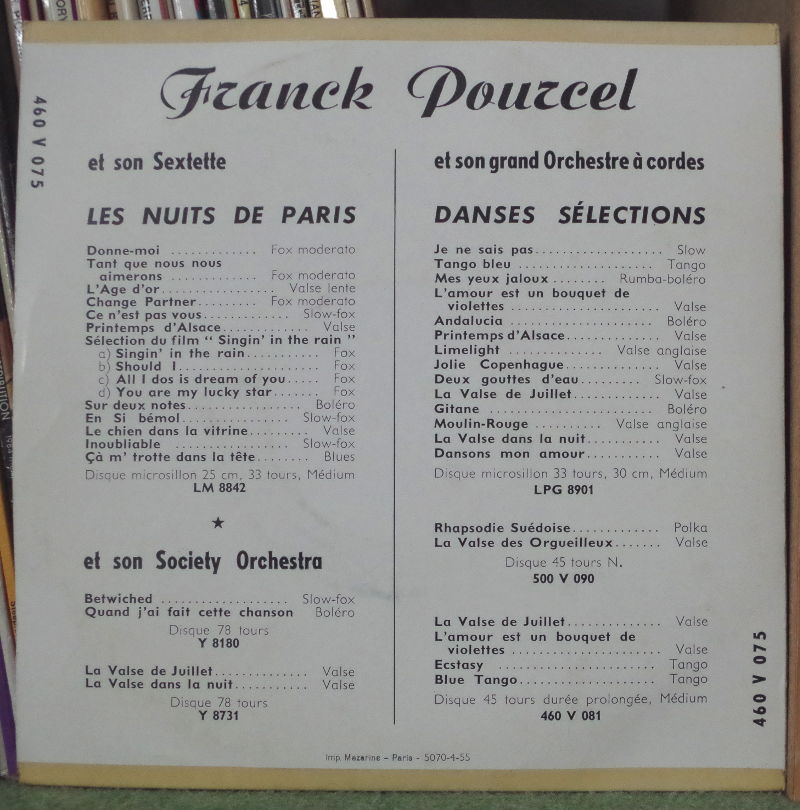 Franck Pourcel
460 V 075
et son Sextette
LES NUITS DE PARIS
Donne-moi ............. Fox moderato
Tant que nous nous
aimerons ............. Fox moderato
L'Age d'or................. Valse lente
Change Partner......... Fox moderato
Ce n'est pas vous............. Slow-fox
Printemps d'Alsace............. Valse
Sélection du film “ Singin' in the rain ”
a) Singin' in the rain........... Fox
b) Should I..................... Fox
c) All I dos is dream of you..... Fox
d) You are my lucky star....... Fox
Sur deux notes................. Boléro
En Si bémol................ Slow-fox
Le chien dans la vitrine......... Valse
Inoubliable ................ Slow-fox
Çà m' trotte dans la tête........ Blues
Disque microsillon 25 cm, 33 tours, Médium
LM 8842
★
et son Society Orchestra
Betwiched ................... Slow-fox
Quand j'ai fait cette chanson Boléro
Disque 78 tours
Y 8180
La Valse de Juillet.............. Valse
La Valse dans la nuit........... Valse
Disque 78 tours
Y 8731
et son grand Orchestre à cordes
DANSES SÉLECTIONS
Je ne sais pas................... Slow
Tango bleu .................... Tango
Mes yeux jaloux ........ Rumba-boléro
L'amour est un bouquet de
violettes ..................... Valse
Andalucia ..................... Boléro
Printemps d'Alsace............. Valse
Limelight .............. Valse anglaise
Jolie Copenhague.............. Valse
Deux gouttes d'eau........... Slow-fox
La Valse de Juillet............. Valse
Gitane ........................ Boléro
Moulin-Rouge .......... Valse anglaise
La Valse dans la nuit........... Valse
Dansons mon amour........... Valse
Disque microsillon 33 tours, 30 cm, Médium
LPG 8901
Rhapsodie Suédoise............. Polka
La Valse des Orgueilleux....... Valse
Disque 45 tours N.
500 V 090
La Valse de Juillet.............. Valse
L'amour est un bouquet de
violettes ..................... Valse
Ecstasy ....................... Tango
Blue Tango.................... Tango
Disque 45 tours durée prolongée, Médium
460 V 081
460 V 075
Imp. Mazarine – Paris - 5070-4-55